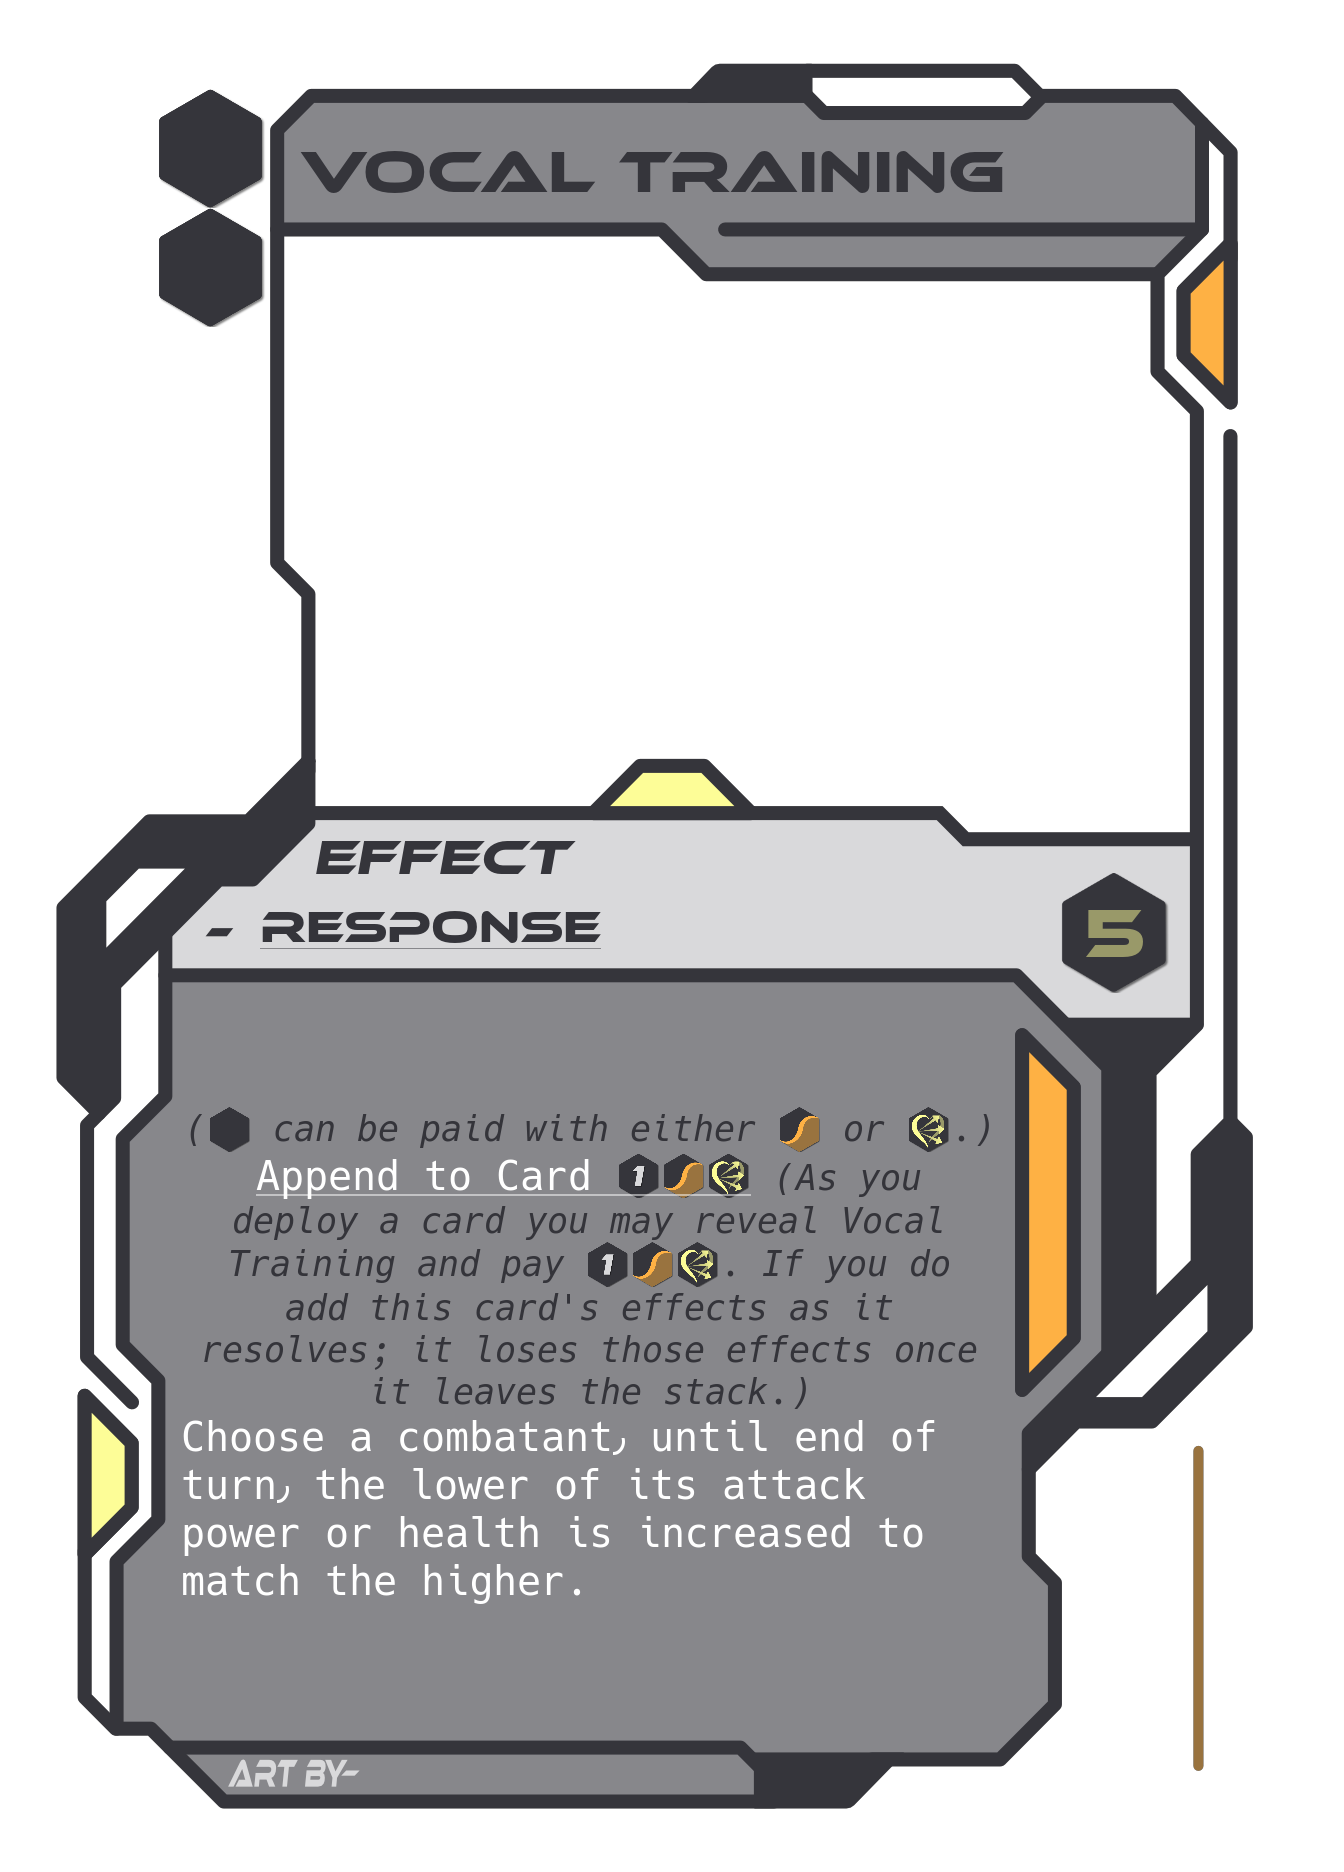 VOCAL TRAINING
EFFECT
- RESPONSE
5
( can be paid with either or .)
Append to Card 1 (As you
deploy a card you may reveal Vocal
Training and pay 1 . If you do
add this card's effects as it
resolves; it loses those effects once
it leaves the stack.)
Choose a combatant, until end of
turn, the lower of its attack
power or health is increased to
match the higher.
ART BY-